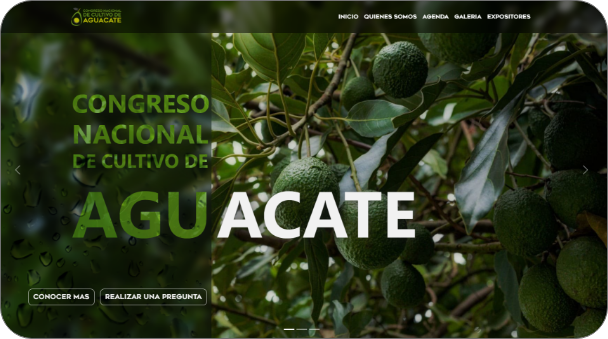 CONGRESO NACIONAL
DE CULTIVO DE
AGUACATE
INICIO QUIENES SOMOS AGENDA GALERIA EXPOSITORES
CONGRESO
NACIONAL
DE CULTIVO DE
AGUACATE
CONOCER MAS REALIZAR UNA PREGUNTA